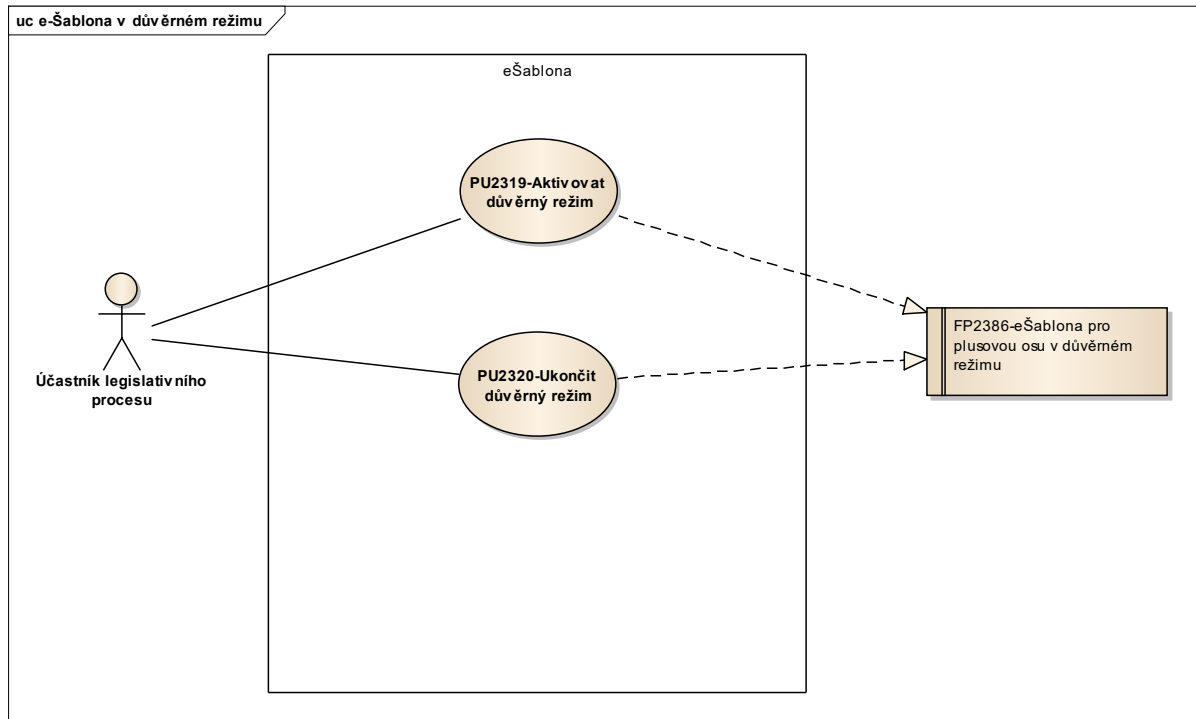 uc e-Šablona v důvěrném režimu
eŠablona
PU2319-Aktivovat
důvěrný režim
Účastník legislativního
procesu
PU2320-Ukončit
důvěrný režim
FP2386-eŠablona pro
plusovou osu v důvěrném
režimu